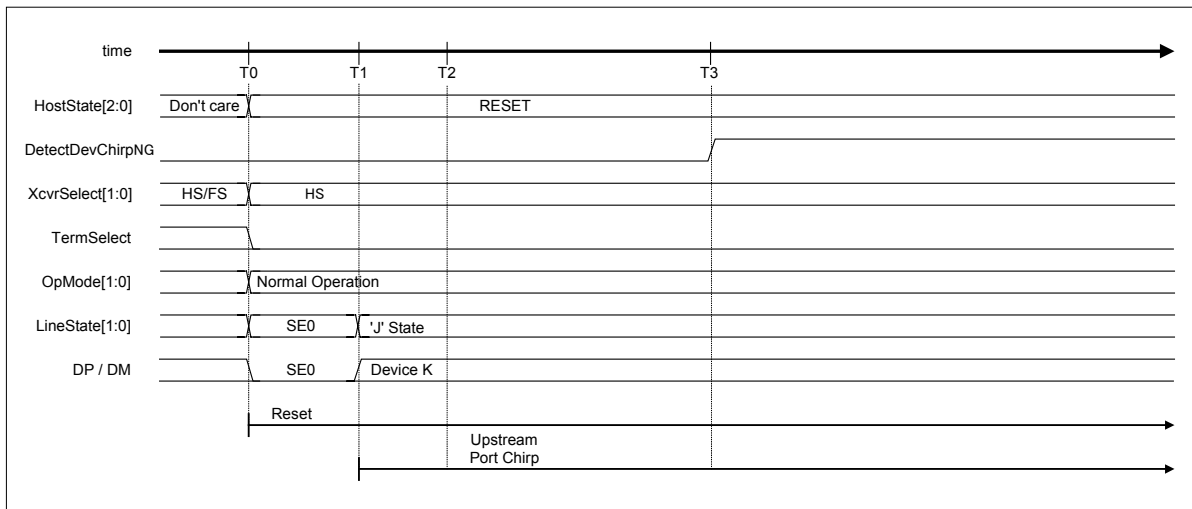 time
T0 T1 T2 T3
HostState[2:0] Don't care RESET
DetectDevChirpNG
XcvrSelect[1:0] HS/FS HS
TermSelect
OpMode[1:0] Normal Operation
LineState[1:0] SE0 'J' State
DP / DM SE0 Device K
Reset
Upstream
Port Chirp